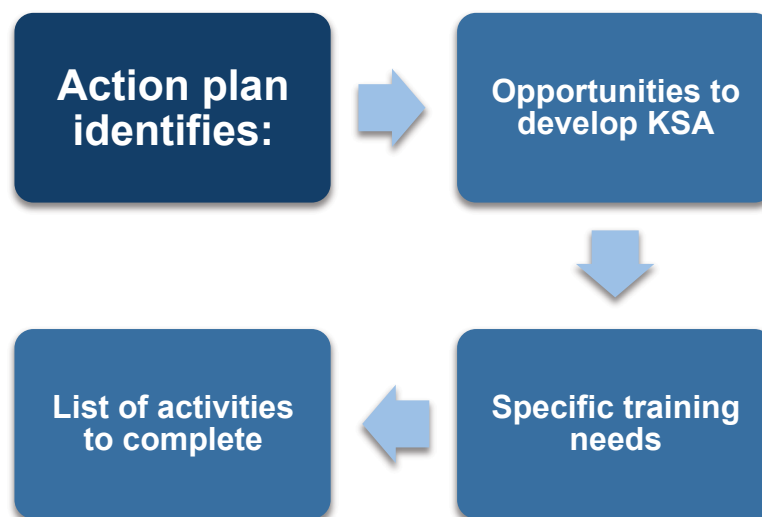 Action plan
identifies:
Opportunities to
develop KSA
Specific training
needs
List of activities
to complete